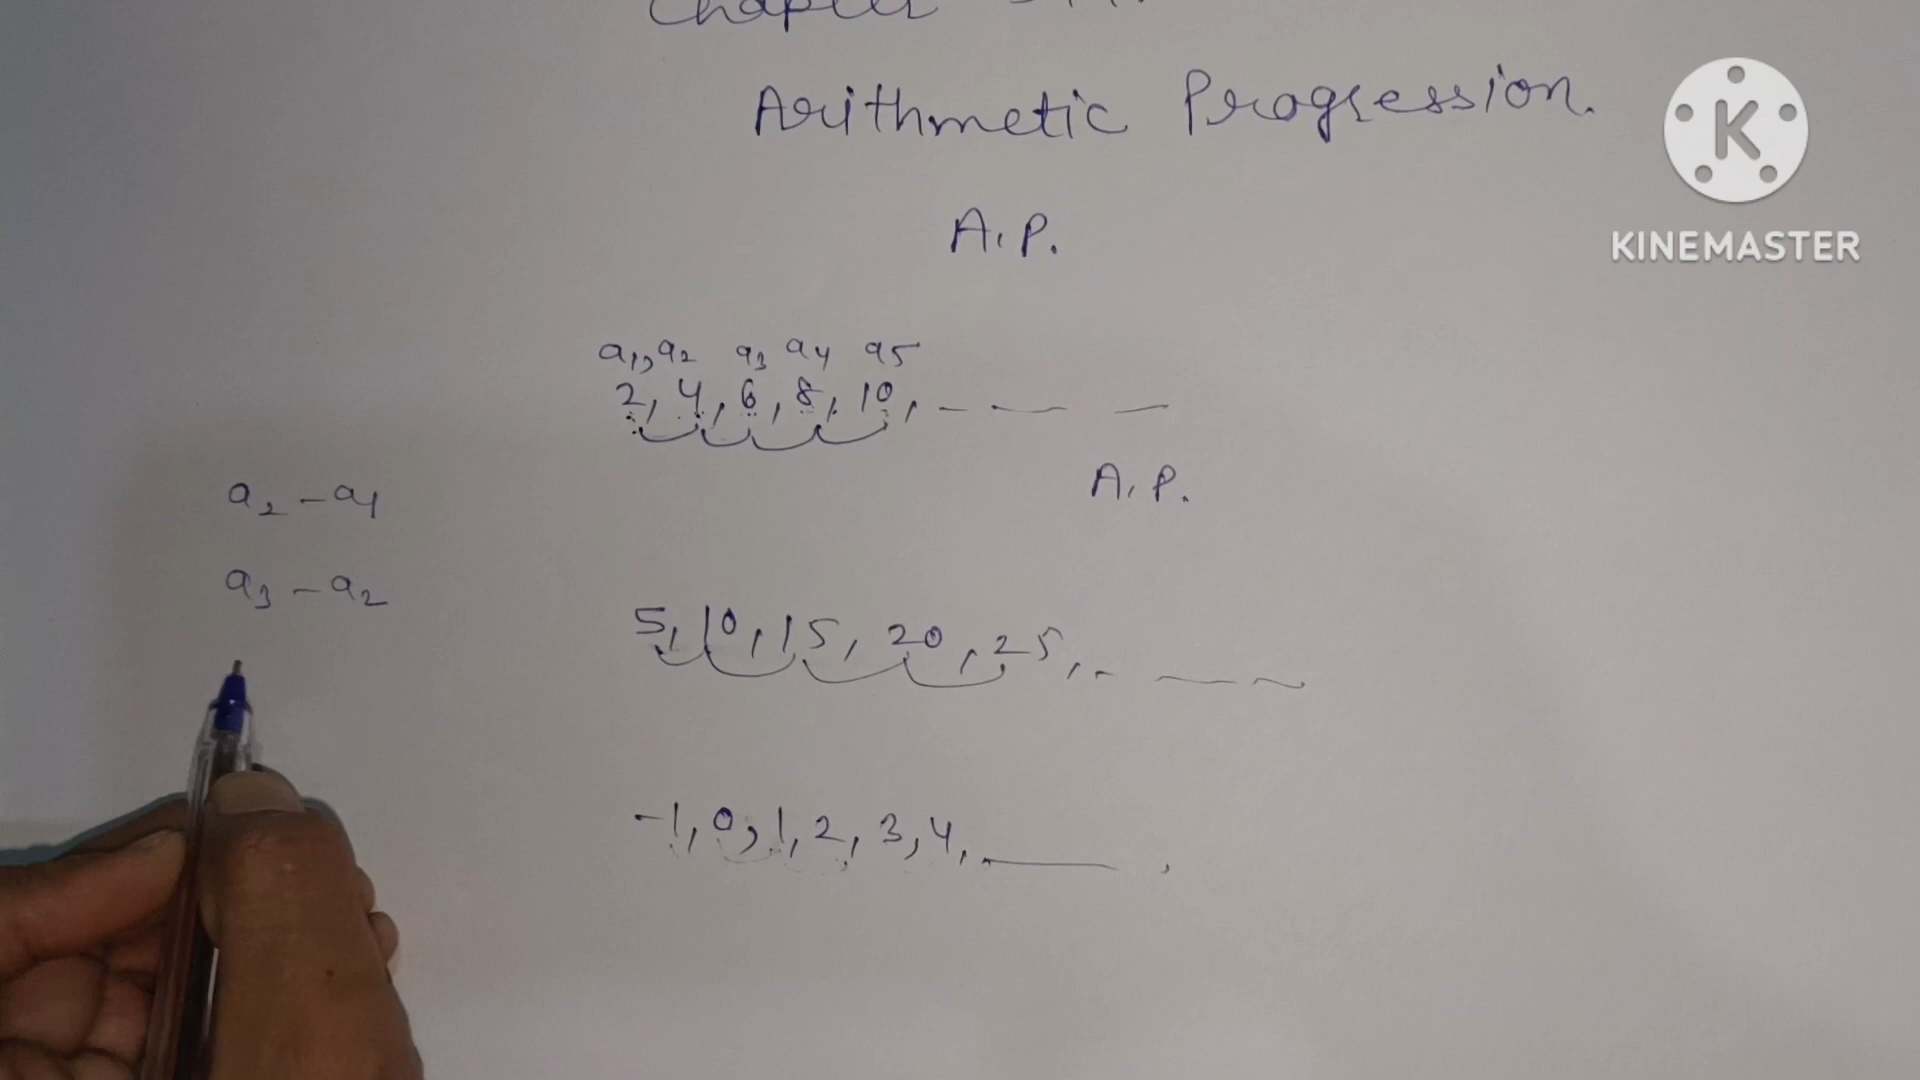 Chapter
Arithmetic Progression.
A.P.
a1, a2 a3 a4 a5
2, 4, 6, 8, 10, - — —
A.P.
a2 - a1
a3 - a2
5, 10, 15, 20, 25, - — ~
-1, 0, 1, 2, 3, 4, —
K
KINEMASTER